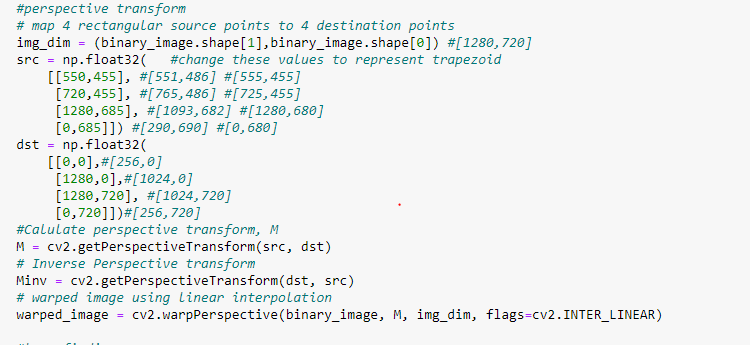 #perspective transform
# map 4 rectangular source points to 4 destination points
img_dim = (binary_image.shape[1],binary_image.shape[0]) #[1280,720]
src = np.float32(   #change these values to represent trapezoid
    [[550,455], #[551,486] #[555,455]
     [720,455], #[765,486] #[725,455]
     [1280,685], #[1093,682] #[1280,680]
     [0,685]]) #[290,690] #[0,680]
dst = np.float32(
    [[0,0],#[256,0]
     [1280,0],#[1024,0]
     [1280,720], #[1024,720]
     [0,720]])#[256,720]
#Calulate perspective transform, M
M = cv2.getPerspectiveTransform(src, dst)
# Inverse Perspective transform
Minv = cv2.getPerspectiveTransform(dst, src)
# warped image using linear interpolation
warped_image = cv2.warpPerspective(binary_image, M, img_dim, flags=cv2.INTER_LINEAR)